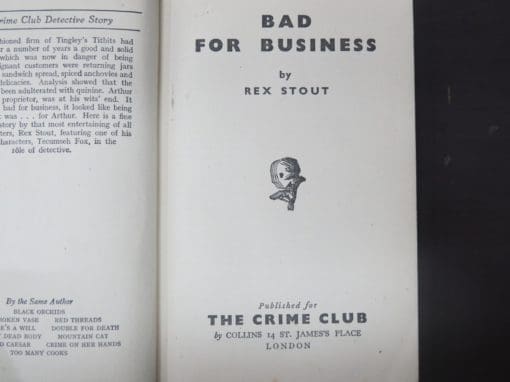 rime Club Detective Story
hioned firm of Tingley's Titbits had
r a number of years a good and solid
which was now in danger of being
ignant customers were returning jars
sandwich spread, spiced anchovies and
delicacies. Analysis showed that the
been adulterated with quinine. Arthur
proprietor, was at his wits' end. It
bad for business, it looked like being
t was . . . for Arthur. Here is a fine
story by that most entertaining of all
ters, Rex Stout, featuring one of his
haracters, Tecumseh Fox, in the
rôle of detective.
By the Same Author
BLACK ORCHIDS
OKEN VASE RED THREADS
E'S A WILL DOUBLE FOR DEATH
DEAD BODY MOUNTAIN CAT
D CAESAR CRIME ON HER HANDS
TOO MANY COOKS
BAD
FOR BUSINESS
by
REX STOUT
Published for
THE CRIME CLUB
by COLLINS 14 ST. JAMES'S PLACE
LONDON